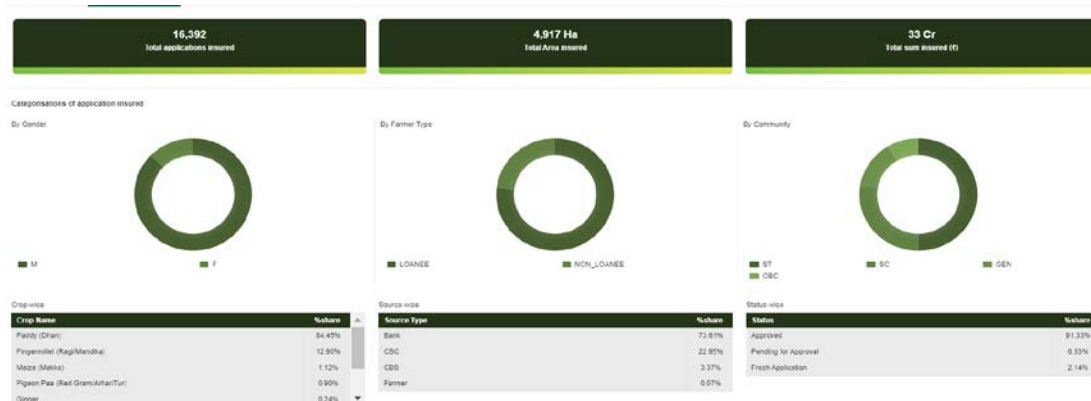 16,392
Total applications insured
4,917 Ha
Total Area insured
33 Cr
Total sum insured (₹)
Categorisations of application insured
By Gender
By Farmer Type
By Community
M
F
LOANEE
NON_LOANEE
ST
SC
GEN
OBC
Crop-wise
Crop Name %share
Paddy (Dhan) 84.45%
Fingermillet (Ragi/Mandika) 12.90%
Maize (Makka) 1.12%
Pigeon Pea (Red Gram/Arhar/Tur) 0.90%
Ginger 0.24%
Source-wise
Source Type %share
Bank 73.61%
CSC 22.95%
CBS 3.37%
Farmer 0.07%
Status-wise
Status %share
Approved 91.33%
Pending for Approval 6.53%
Fresh Application 2.14%